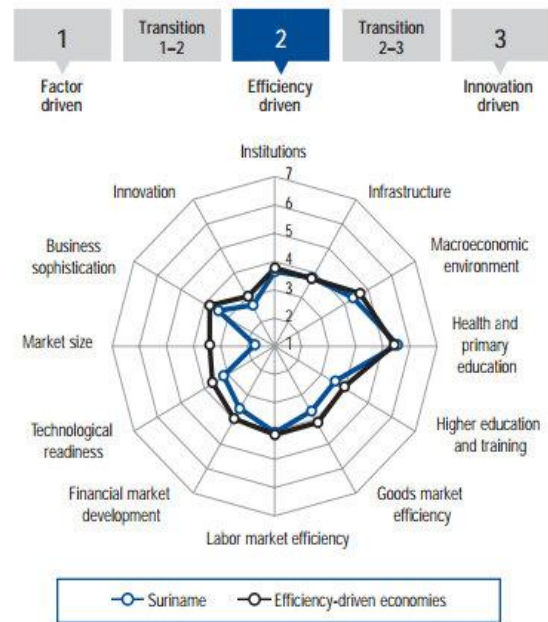 1
Transition
1–2
2
Transition
2–3
3
Factor
driven
Efficiency
driven
Innovation
driven
Institutions
7
6
5
4
3
2
1
Innovation
Infrastructure
Business
sophistication
Macroeconomic
environment
Market size
Health and
primary
education
Technological
readiness
Higher education
and training
Financial market
development
Goods market
efficiency
Labor market efficiency
Suriname
Efficiency-driven economies